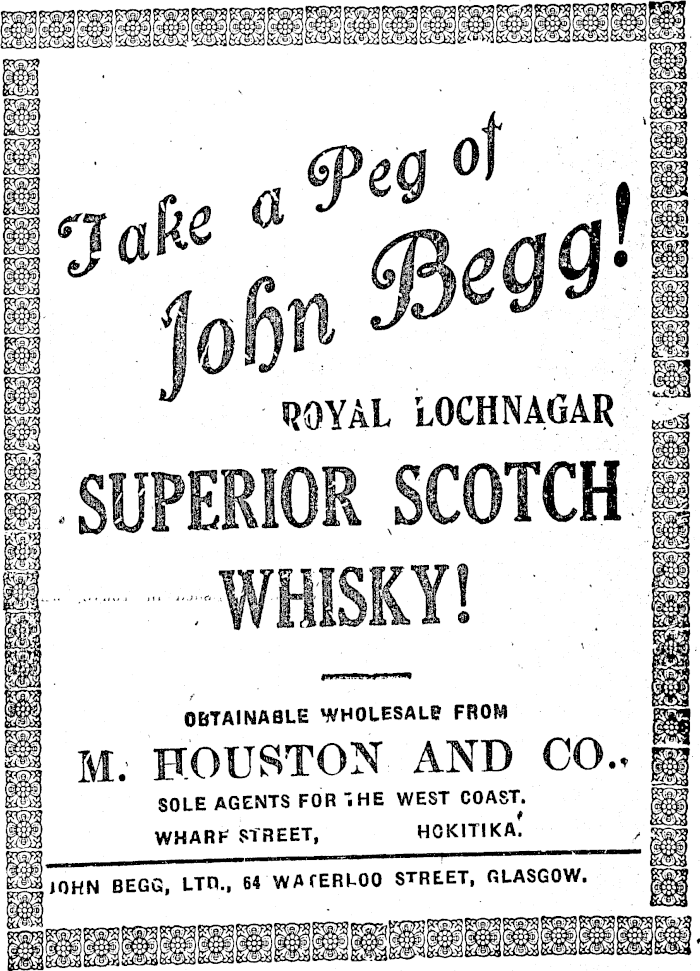 Take a Peg of
John Begg!
ROYAL LOCHNAGAR
SUPERIOR SCOTCH
WHISKY!
OBTAINABLE WHOLESALE FROM
M. HOUSTON AND CO.,
SOLE AGENTS FOR THE WEST COAST.
WHARF STREET, HOKITIKA.
JOHN BEGG, LTD., 64 WATERLOO STREET, GLASGOW.